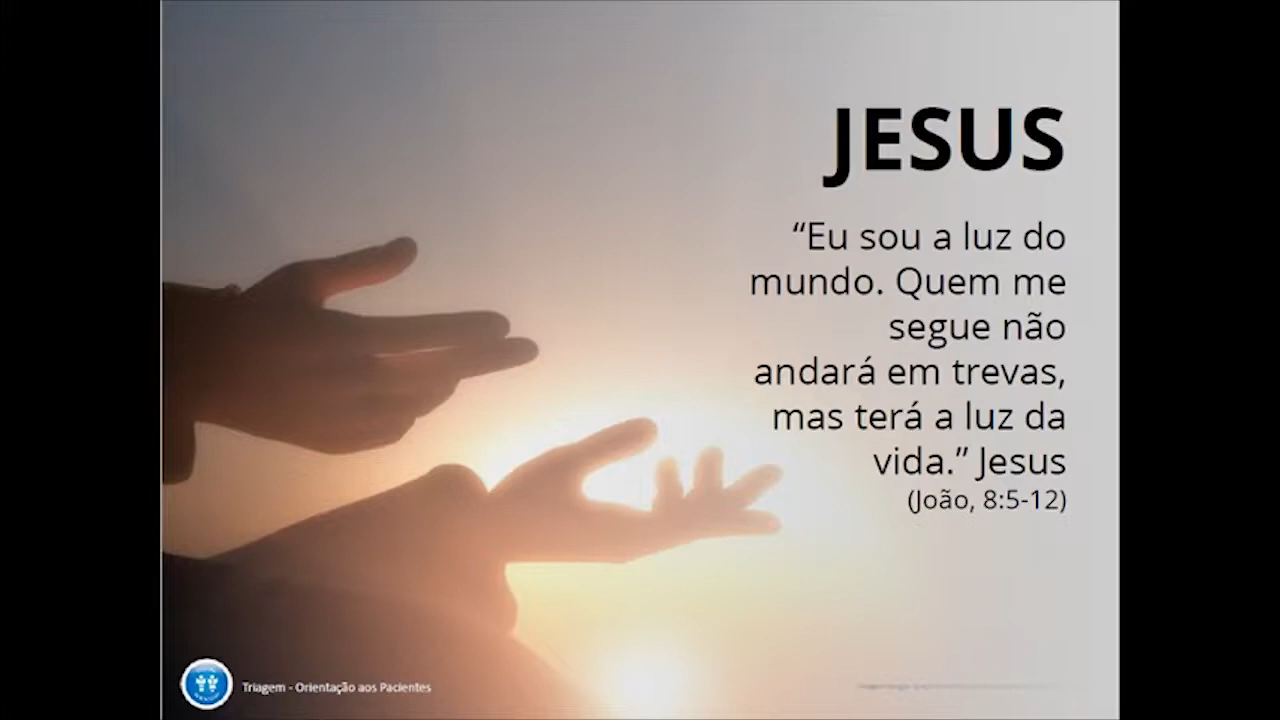 JESUS
“Eu sou a luz do
mundo. Quem me
segue não
andará em trevas,
mas terá a luz da
vida.” Jesus
(João, 8:5-12)
Triagem - Orientação aos Pacientes